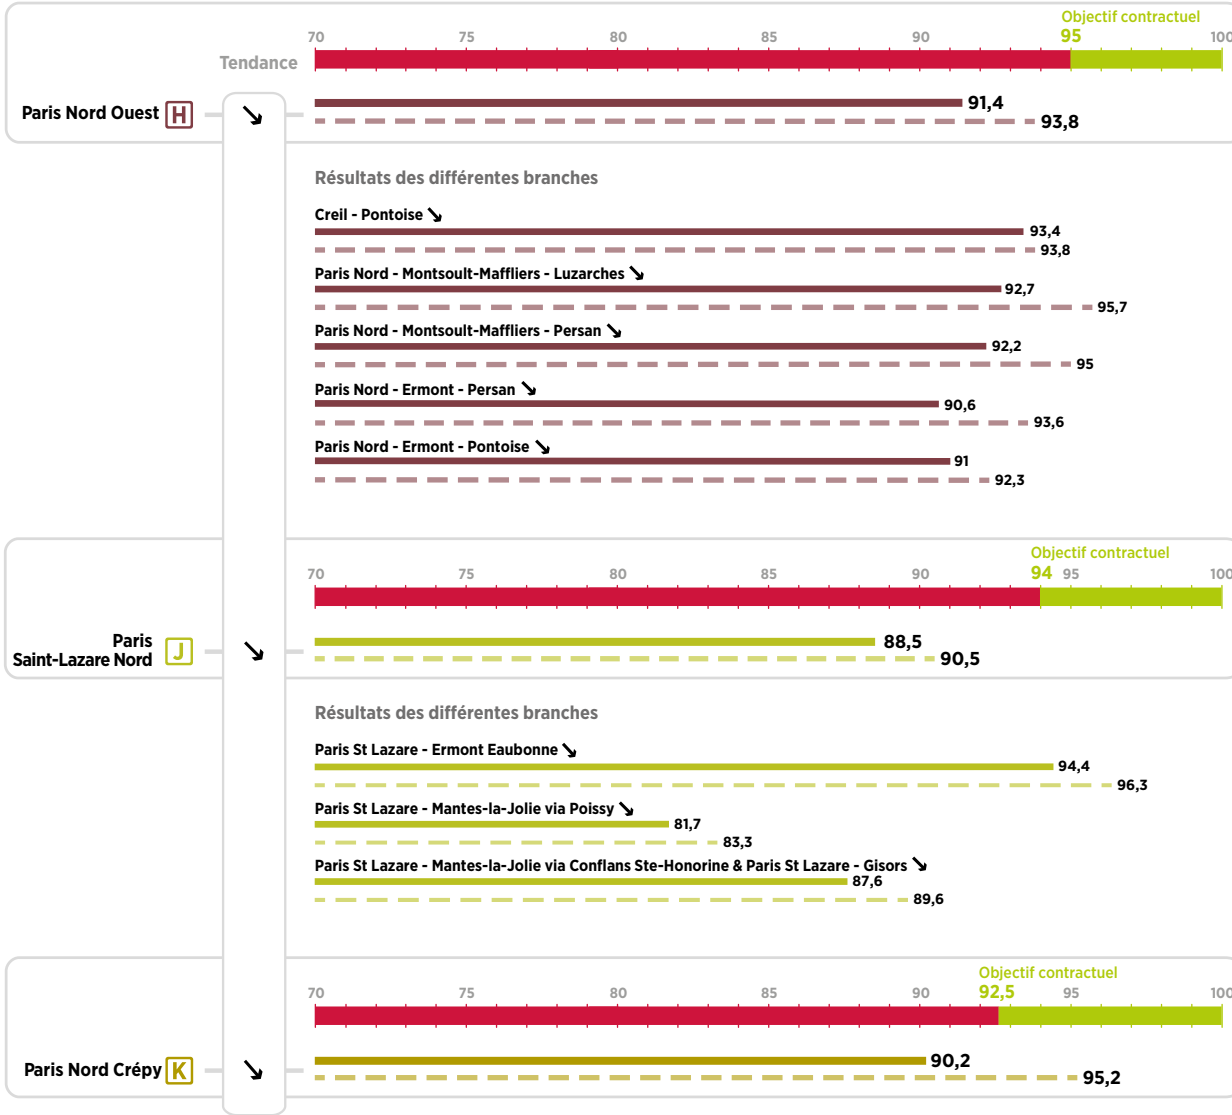 Objectif contractuel
70 75 80 85 90 95 100
Tendance
Paris Nord Ouest H
91,4
93,8
Résultats des différentes branches
Creil - Pontoise
93,4
93,8
Paris Nord - Montsoult-Maffliers - Luzarches
92,7
95,7
Paris Nord - Montsoult-Maffliers - Persan
92,2
95
Paris Nord - Ermont - Persan
90,6
93,6
Paris Nord - Ermont - Pontoise
91
92,3
Objectif contractuel
70 75 80 85 90 94 95 100
Paris
Saint-Lazare Nord J
88,5
90,5
Résultats des différentes branches
Paris St Lazare - Ermont Eaubonne
94,4
96,3
Paris St Lazare - Mantes-la-Jolie via Poissy
81,7
83,3
Paris St Lazare - Mantes-la-Jolie via Conflans Ste-Honorine & Paris St Lazare - Gisors
87,6
89,6
Objectif contractuel
70 75 80 85 90 92,5 95 100
Paris Nord Crépy K
90,2
95,2